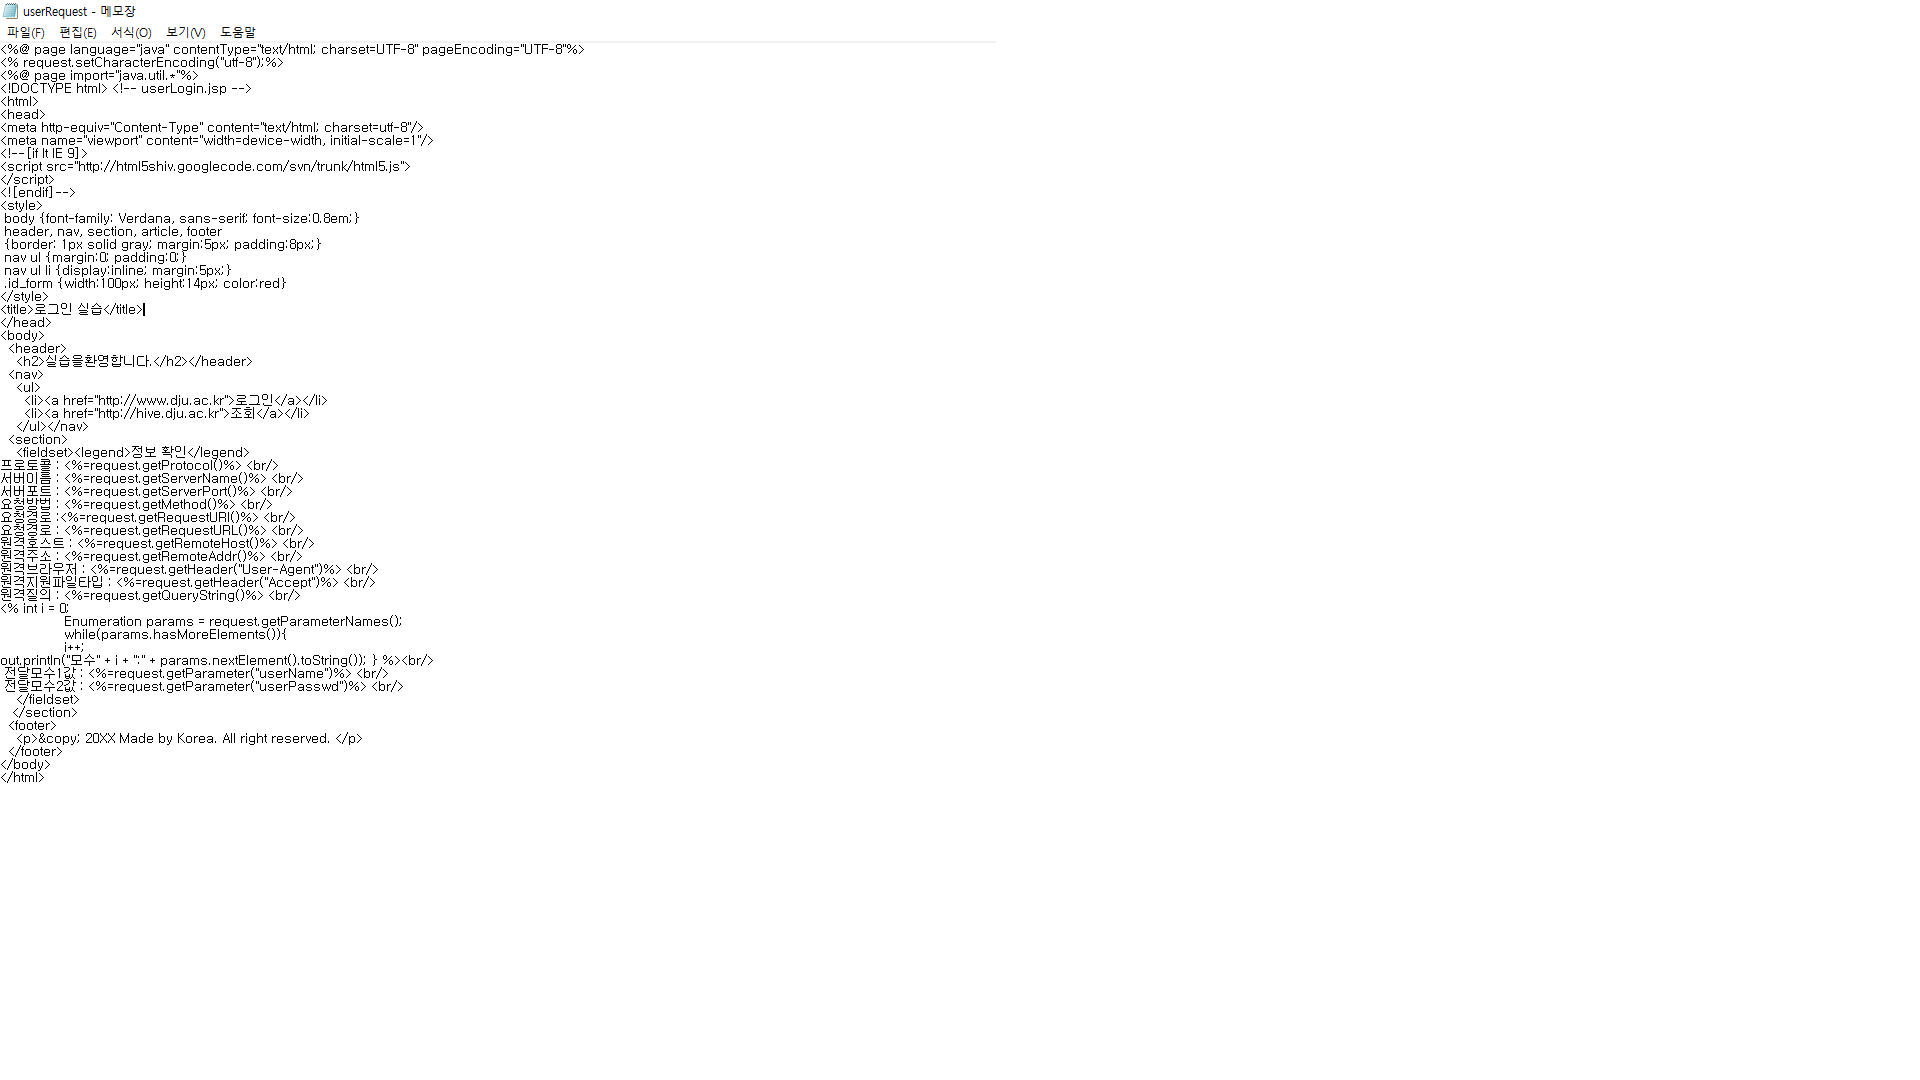 userRequest - 메모장
파일(F) 편집(E) 서식(O) 보기(V) 도움말
<%@ page language="java" contentType="text/html; charset=UTF-8" pageEncoding="UTF-8"%>
<% request.setCharacterEncoding("utf-8");%>
<%@ page import="java.util.*"%>
<!DOCTYPE html> <!-- userLogin.jsp -->
<html>
<head>
<meta http-equiv="Content-Type" content="text/html; charset=utf-8"/>
<meta name="viewport" content="width=device-width, initial-scale=1"/>
<!--[if lt IE 9]>
<script src="http://html5shiv.googlecode.com/svn/trunk/html5.js">
</script>
<![endif]-->
<style>
 body {font-family: Verdana, sans-serif; font-size:0.8em;}
 header, nav, section, article, footer
 {border: 1px solid gray; margin:5px; padding:8px;}
 nav ul {margin:0; padding:0;}
 nav ul li {display:inline; margin:5px;}
 .id_form {width:100px; height:14px; color:red}
</style>
<title>로그인 실습</title>
</head>
<body>
  <header>
    <h2>실습을환영합니다.</h2></header>
  <nav>
    <ul>
      <li><a href="http://www.dju.ac.kr">로그인</a></li>
      <li><a href="http://hive.dju.ac.kr">조회</a></li>
    </ul></nav>
  <section>
    <fieldset><legend>정보 확인</legend>
프로토콜 : <%=request.getProtocol()%> <br/>
서버이름 : <%=request.getServerName()%> <br/>
서버포트 : <%=request.getServerPort()%> <br/>
요청방법 : <%=request.getMethod()%> <br/>
요청경로 :<%=request.getRequestURI()%> <br/>
요청경로 : <%=request.getRequestURL()%> <br/>
원격호스트 : <%=request.getRemoteHost()%> <br/>
원격주소 : <%=request.getRemoteAddr()%> <br/>
원격브라우저 : <%=request.getHeader("User-Agent")%> <br/>
원격지원파일타입 : <%=request.getHeader("Accept")%> <br/>
원격질의 : <%=request.getQueryString()%> <br/>
<% int i = 0;
                Enumeration params = request.getParameterNames();
                while(params.hasMoreElements()){
                i++;
out.println("모수" + i + ":" + params.nextElement().toString()); } %><br/>
 전달모수1값 : <%=request.getParameter("userName")%> <br/>
 전달모수2값 : <%=request.getParameter("userPasswd")%> <br/>
    </fieldset>
   </section>
  <footer>
    <p>&copy; 20XX Made by Korea. All right reserved. </p>
  </footer>
</body>
</html>